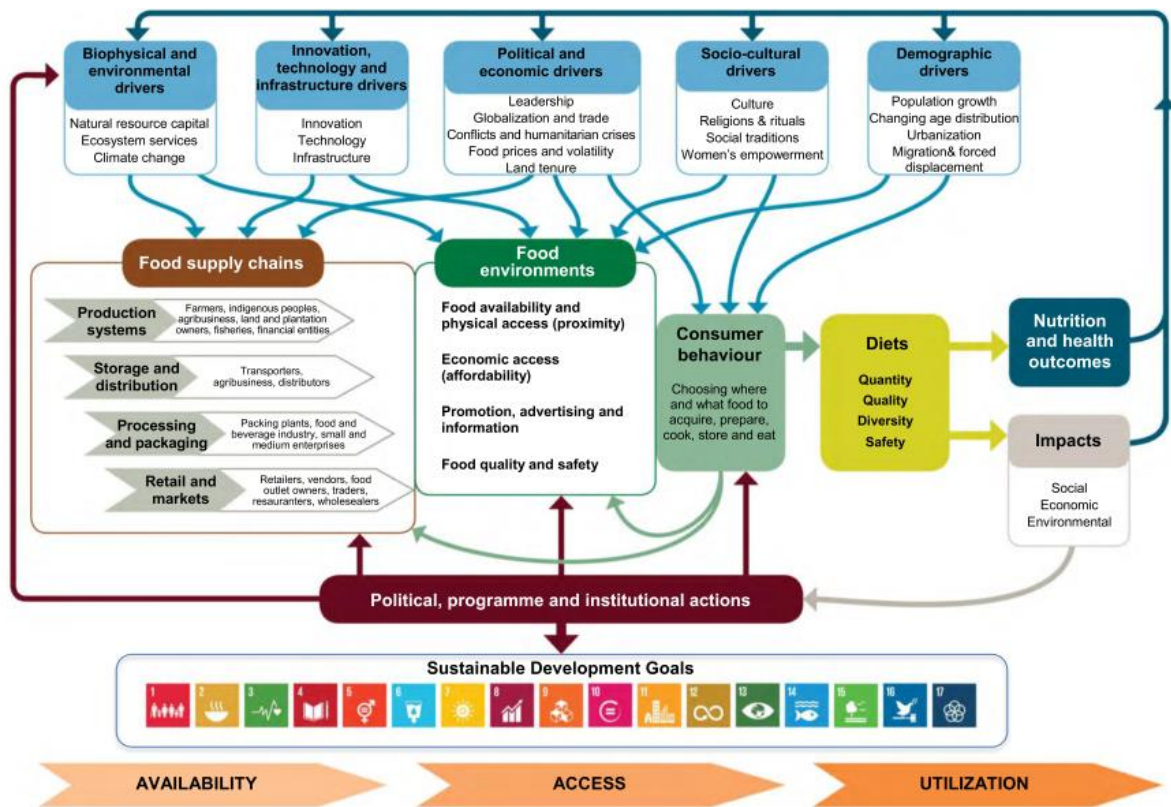 Biophysical and
environmental
drivers
Natural resource capital
Ecosystem services
Climate change
Innovation,
technology and
infrastructure drivers
Innovation
Technology
Infrastructure
Political and
economic drivers
Leadership
Globalization and trade
Conflicts and humanitarian crises
Food prices and volatility
Land tenure
Socio-cultural
drivers
Culture
Religions & rituals
Social traditions
Women's empowerment
Demographic
drivers
Population growth
Changing age distribution
Urbanization
Migration& forced
displacement
Food supply chains
Production
systems
Farmers, indigenous peoples,
agribusiness, land and plantation
owners, fisheries, financial entities
Storage and
distribution
Transporters,
agribusiness, distributors
Processing
and packaging
Packing plants, food and
beverage industry, small and
medium enterprises
Retail and
markets
Retailers, vendors, food
outlet owners, traders,
resauranters, wholesealers
Food
environments
Food availability and
physical access (proximity)
Economic access
(affordability)
Promotion, advertising and
information
Food quality and safety
Consumer
behaviour
Choosing where
and what food to
acquire, prepare,
cook, store and eat
Diets
Quantity
Quality
Diversity
Safety
Nutrition
and health
outcomes
Impacts
Social
Economic
Environmental
Political, programme and institutional actions
Sustainable Development Goals
1 2 3 4 5 6 7 8 9 10 11 12 13 14 15 16 17
AVAILABILITY
ACCESS
UTILIZATION